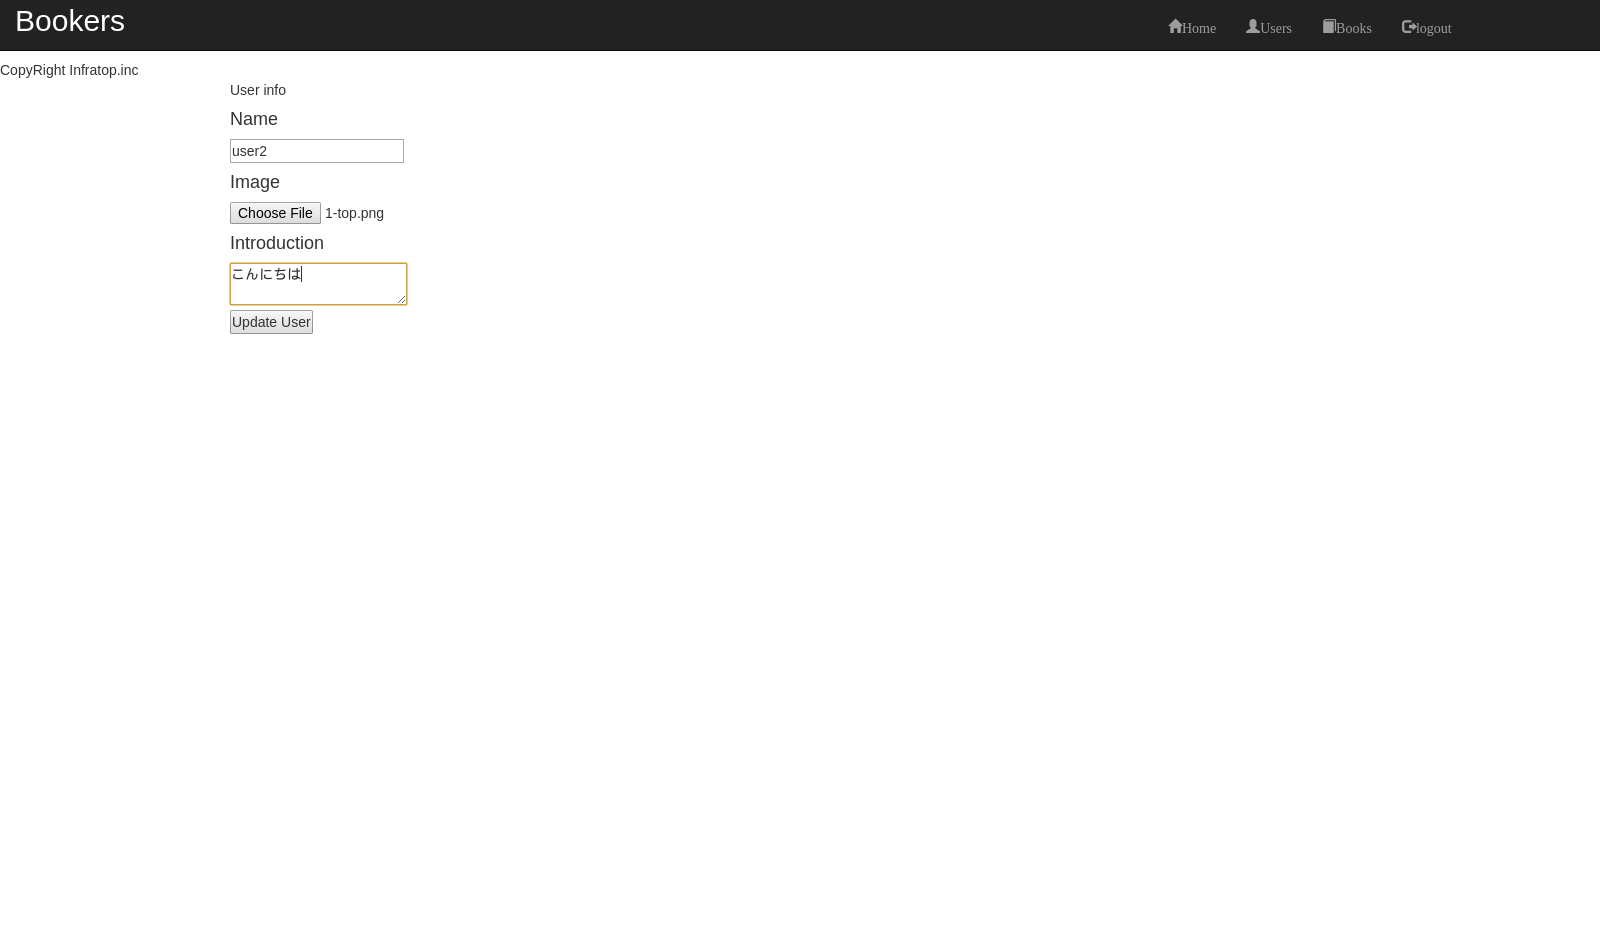 Bookers
Home Users Books logout
CopyRight Infratop.inc
User info
Name
user2
Image
Choose File 1-top.png
Introduction
こんにちは
Update User